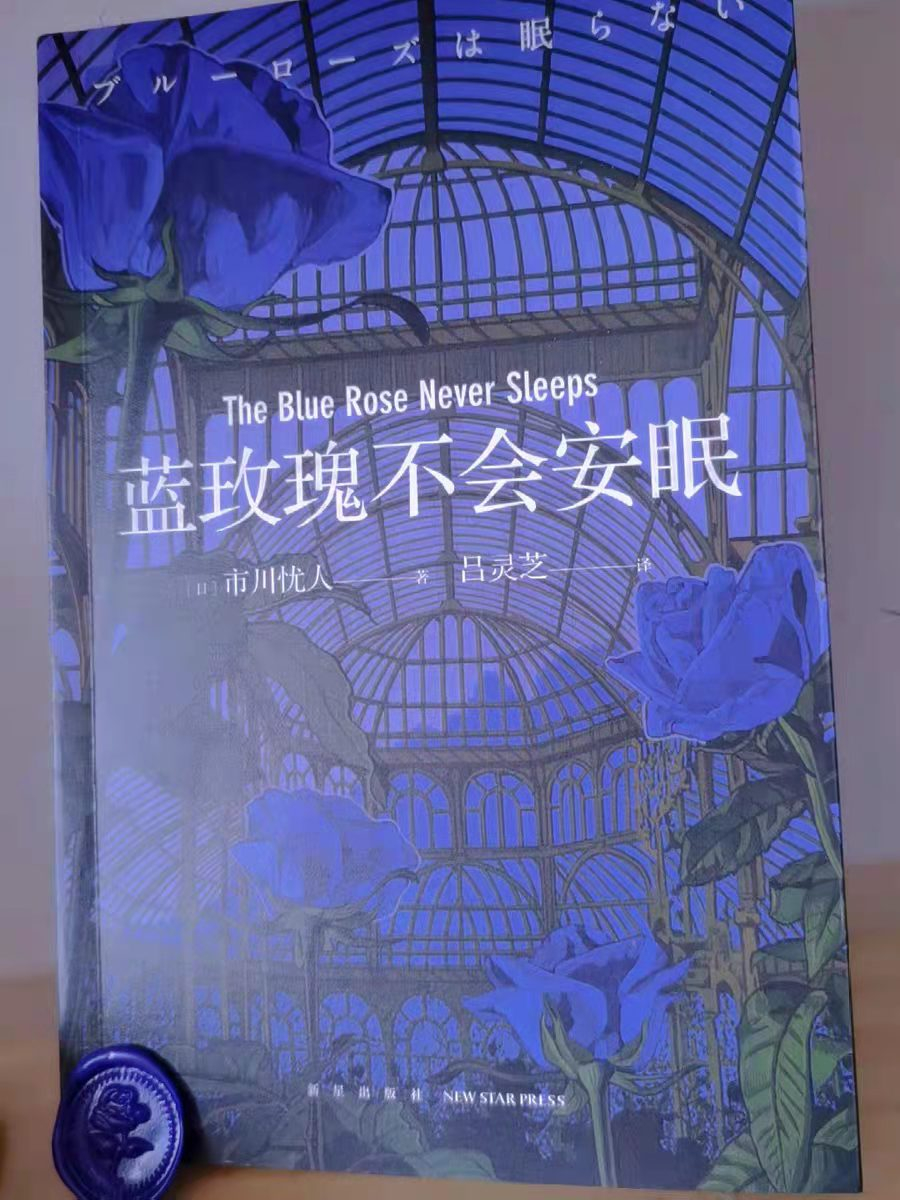 ブルーローズは眠らない
The Blue Rose Never Sleeps
蓝玫瑰不会安眠
[日]市川忧人——著 吕灵芝——译
新星出版社 NEW STAR PRESS